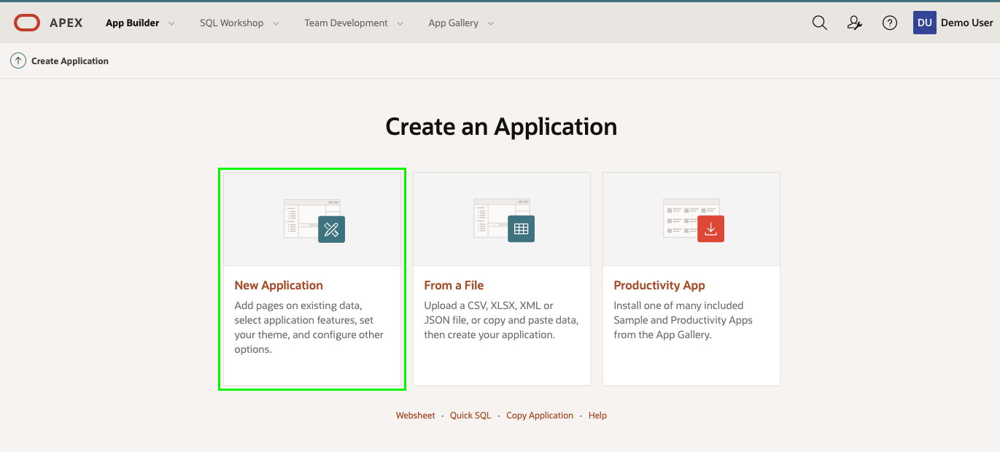 APEX App Builder SQL Workshop Team Development App Gallery DU Demo User
Create Application
Create an Application
New Application
Add pages on existing data,
select application features, set
your theme, and configure other
options.
From a File
Upload a CSV, XLSX, XML or
JSON file, or copy and paste data,
then create your application.
Productivity App
Install one of many included
Sample and Productivity Apps
from the App Gallery.
Websheet · Quick SQL · Copy Application · Help